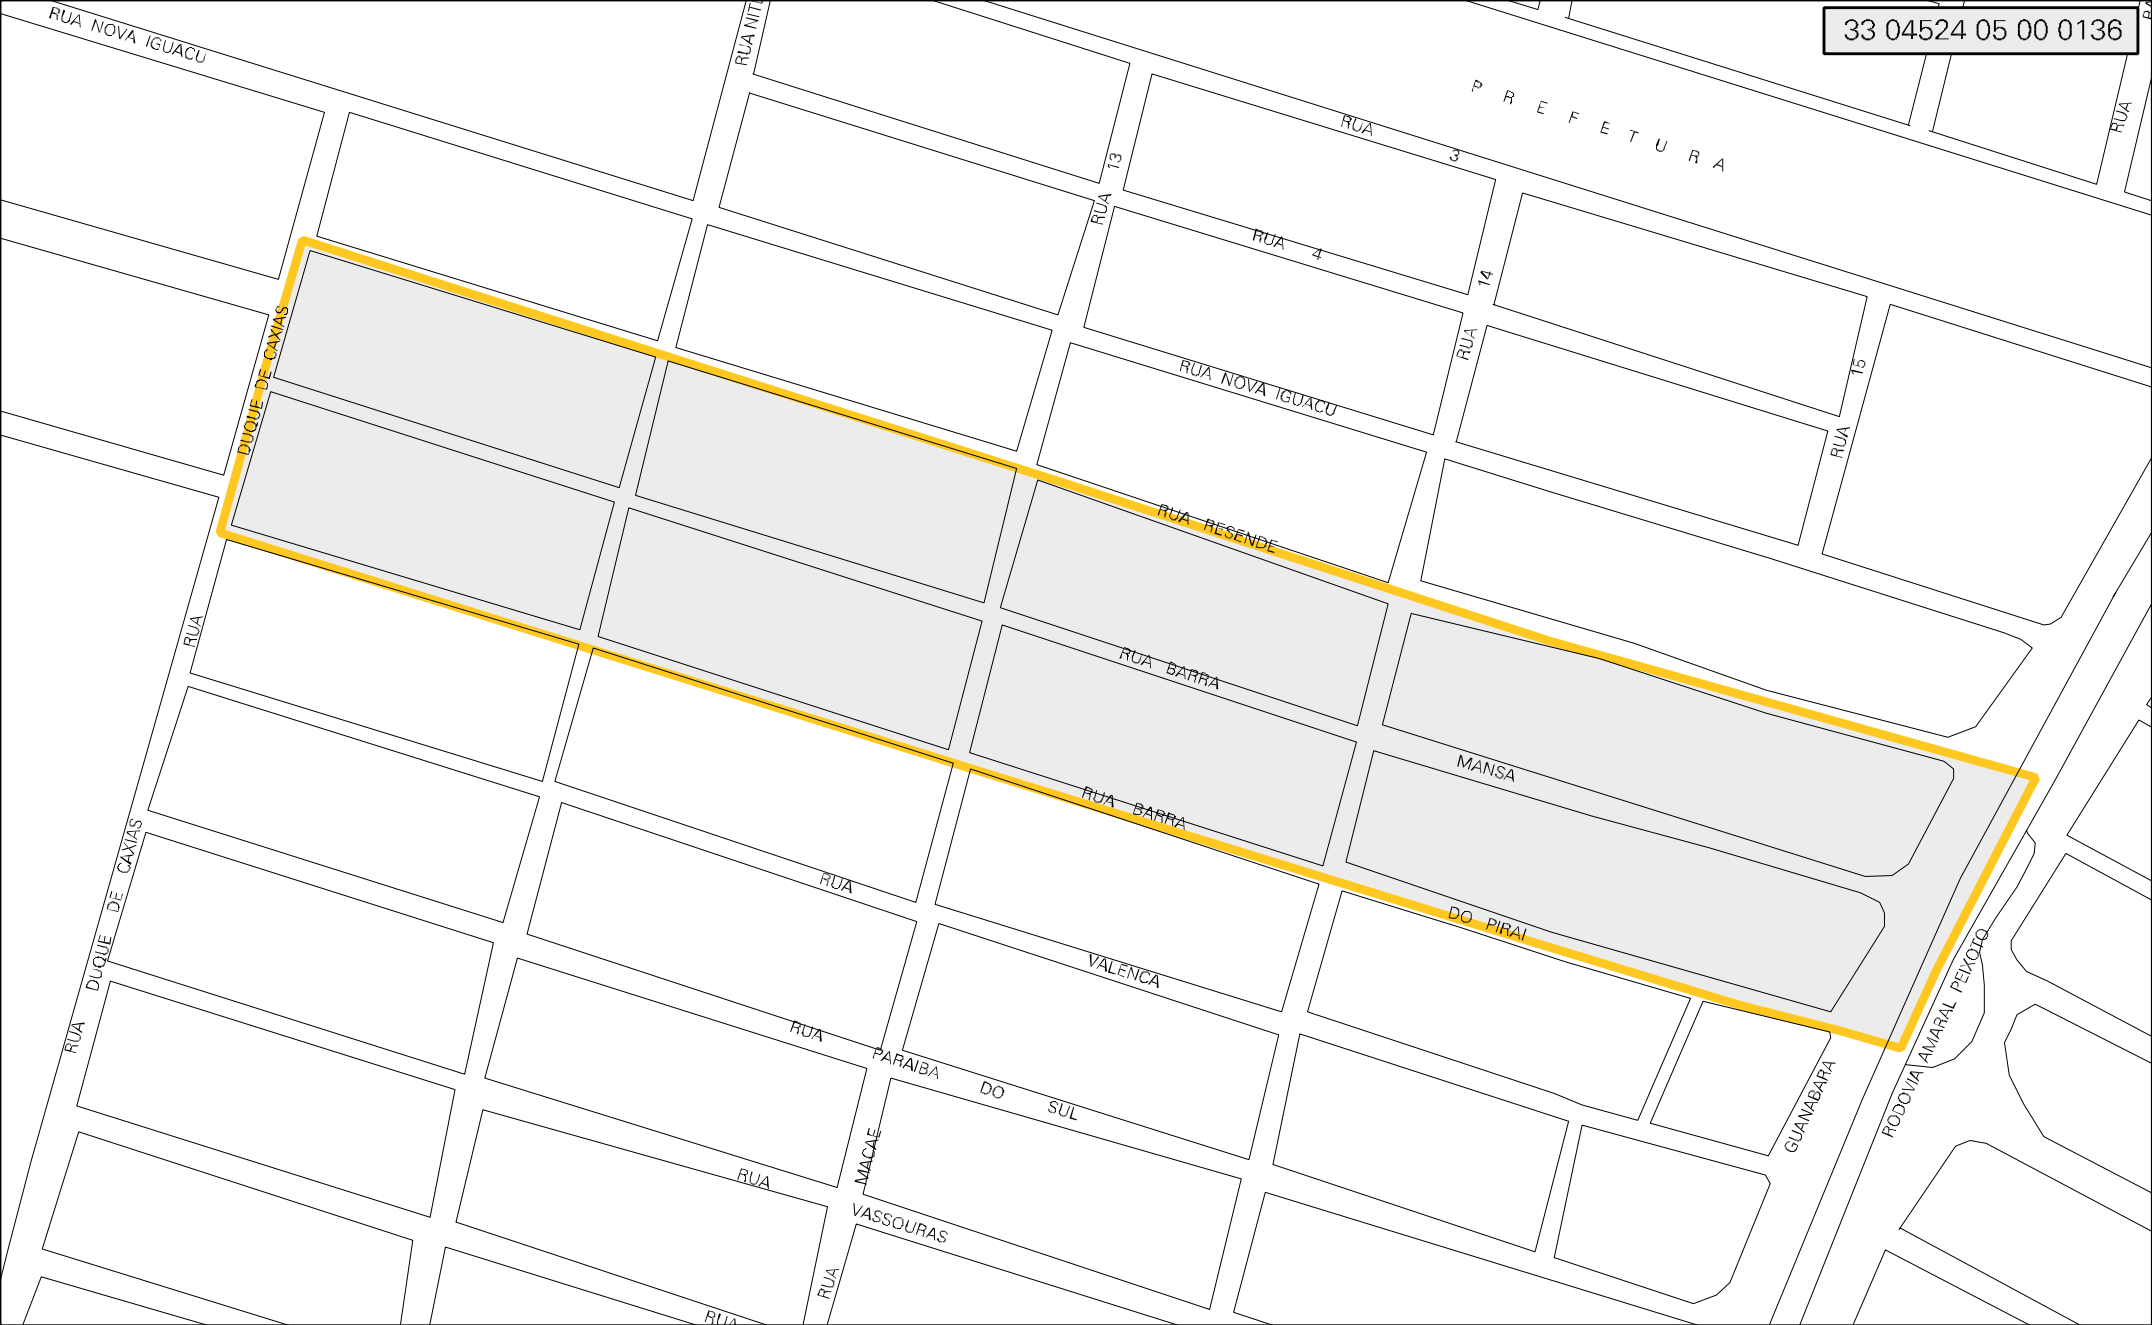 33 04524 05 00 0136
RUA NOVA IGUACU
RUA
PREFETURA
RUA 3
RUA 13
RUA 4
RUA 14
RUA 15
RUA NOVA IGUACU
RUA DUQUE DE CAXIAS
RUA RESENDE
RUA BARRA MANSA
RUA BARRA DO PIRAI
RUA DUQUE DE CAXIAS
RUA VALENCA
RUA PARAIBA DO SUL
RODOVIA AMARAL PEIXOTO
GUANABARA
RUA MACAE
RUA VASSOURAS
RUA
RUA